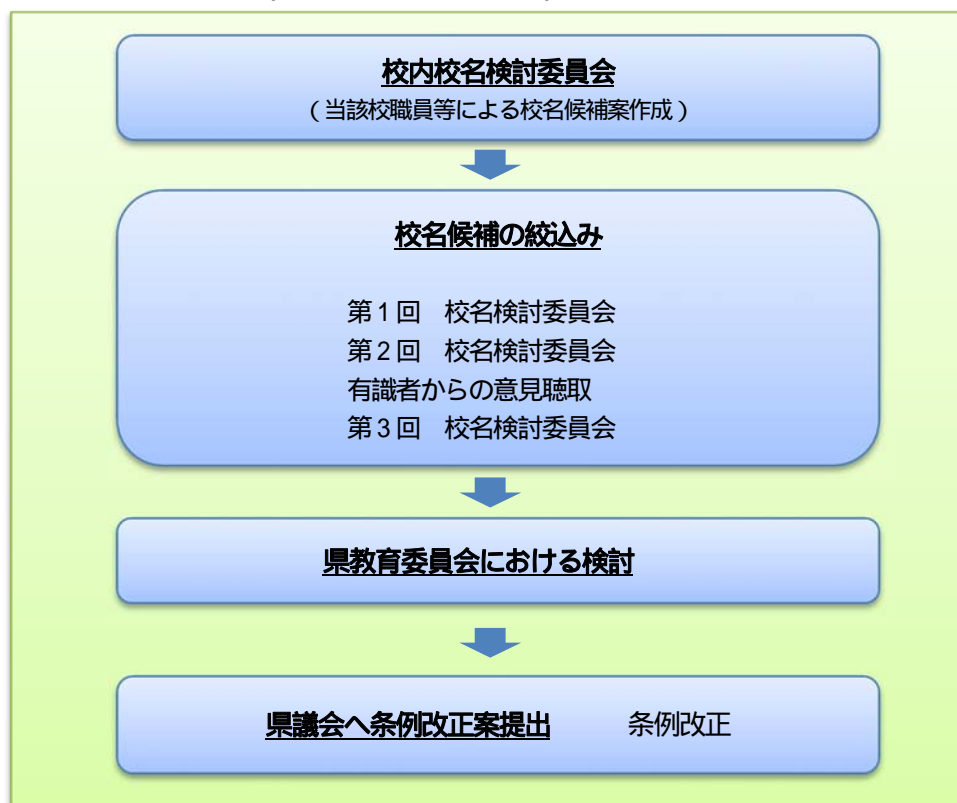 校内校名検討委員会
(当該校職員等による校名候補案作成)
校名候補の絞込み
第1回　校名検討委員会
第2回　校名検討委員会
有識者からの意見聴取
第3回　校名検討委員会
県教育委員会における検討
県議会へ条例改正案提出　　条例改正